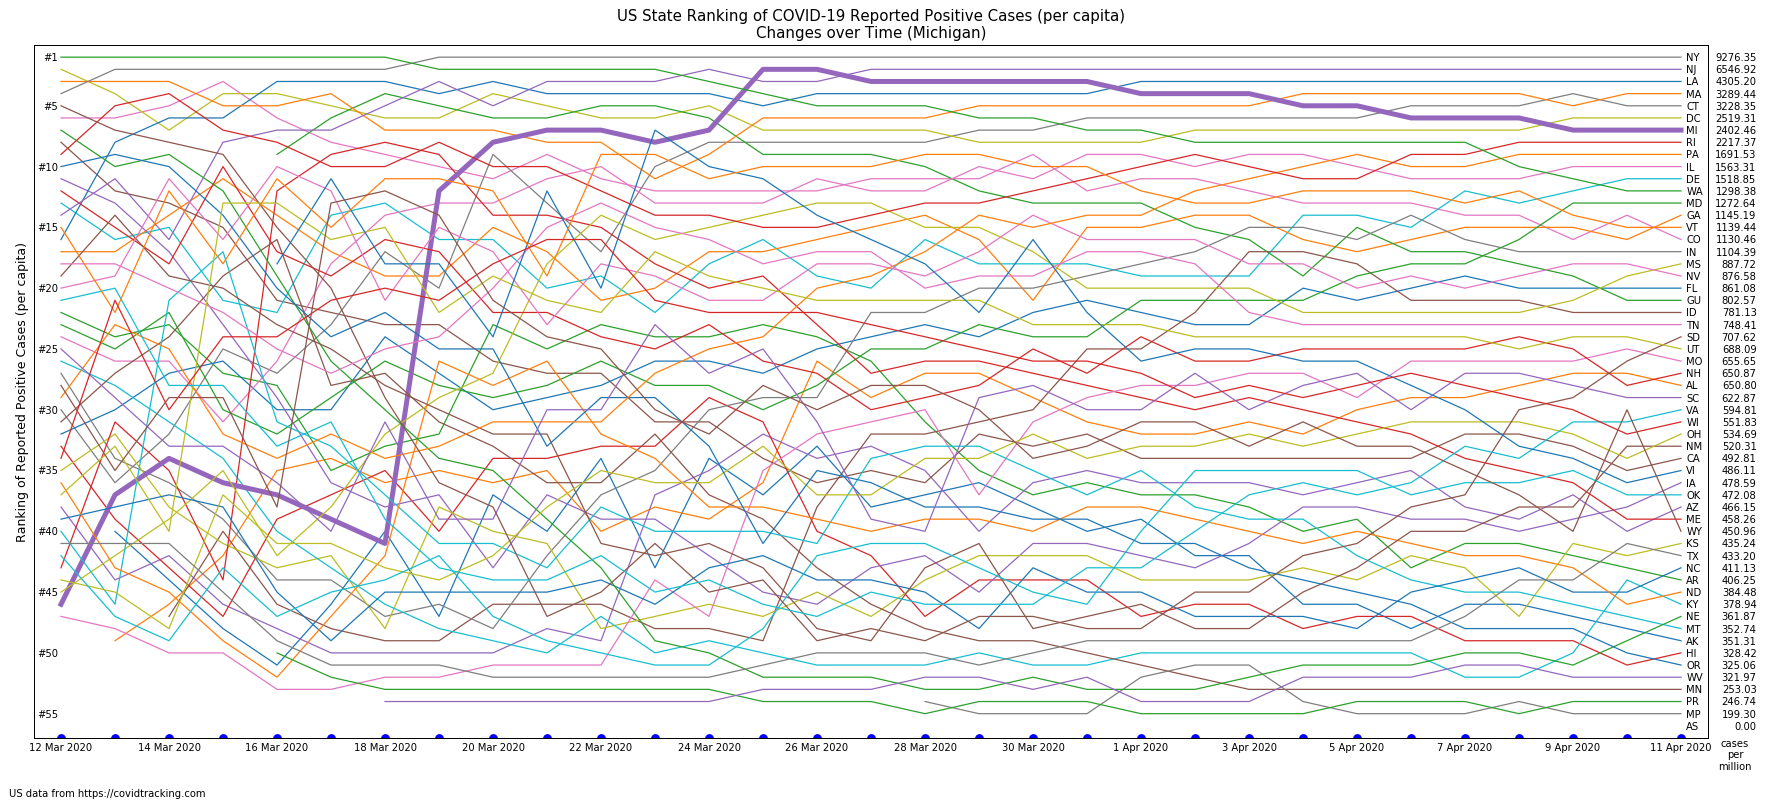 US State Ranking of COVID-19 Reported Positive Cases (per capita)
Changes over Time (Michigan)
Ranking of Reported Positive Cases (per capita)
#1
#5
#10
#15
#20
#25
#30
#35
#40
#45
#50
#55
NY 9276.35
NJ 6546.92
LA 4305.20
MA 3289.44
CT 3228.35
DC 2519.31
MI 2402.46
RI 2217.37
PA 1691.53
IL 1563.31
DE 1518.85
WA 1298.38
MD 1272.64
GA 1145.19
VT 1139.44
CO 1130.46
IN 1104.39
MS 887.72
NV 876.58
FL 861.08
GU 802.57
ID 781.13
TN 748.41
SD 707.62
UT 688.09
MO 655.65
NH 650.87
AL 650.80
SC 622.87
VA 594.81
WI 551.83
OH 534.69
NM 520.31
CA 492.81
VI 486.11
IA 478.59
OK 472.08
AZ 466.15
ME 458.26
WY 450.96
KS 435.24
TX 433.20
NC 411.13
AR 406.25
ND 384.48
KY 378.94
NE 361.87
MT 352.74
AK 351.31
HI 328.42
OR 325.06
WV 321.97
MN 253.03
PR 246.74
MP 199.30
AS 0.00
12 Mar 2020 14 Mar 2020 16 Mar 2020 18 Mar 2020 20 Mar 2020 22 Mar 2020 24 Mar 2020 26 Mar 2020 28 Mar 2020 30 Mar 2020 1 Apr 2020 3 Apr 2020 5 Apr 2020 7 Apr 2020 9 Apr 2020 11 Apr 2020
cases
per
million
US data from https://covidtracking.com